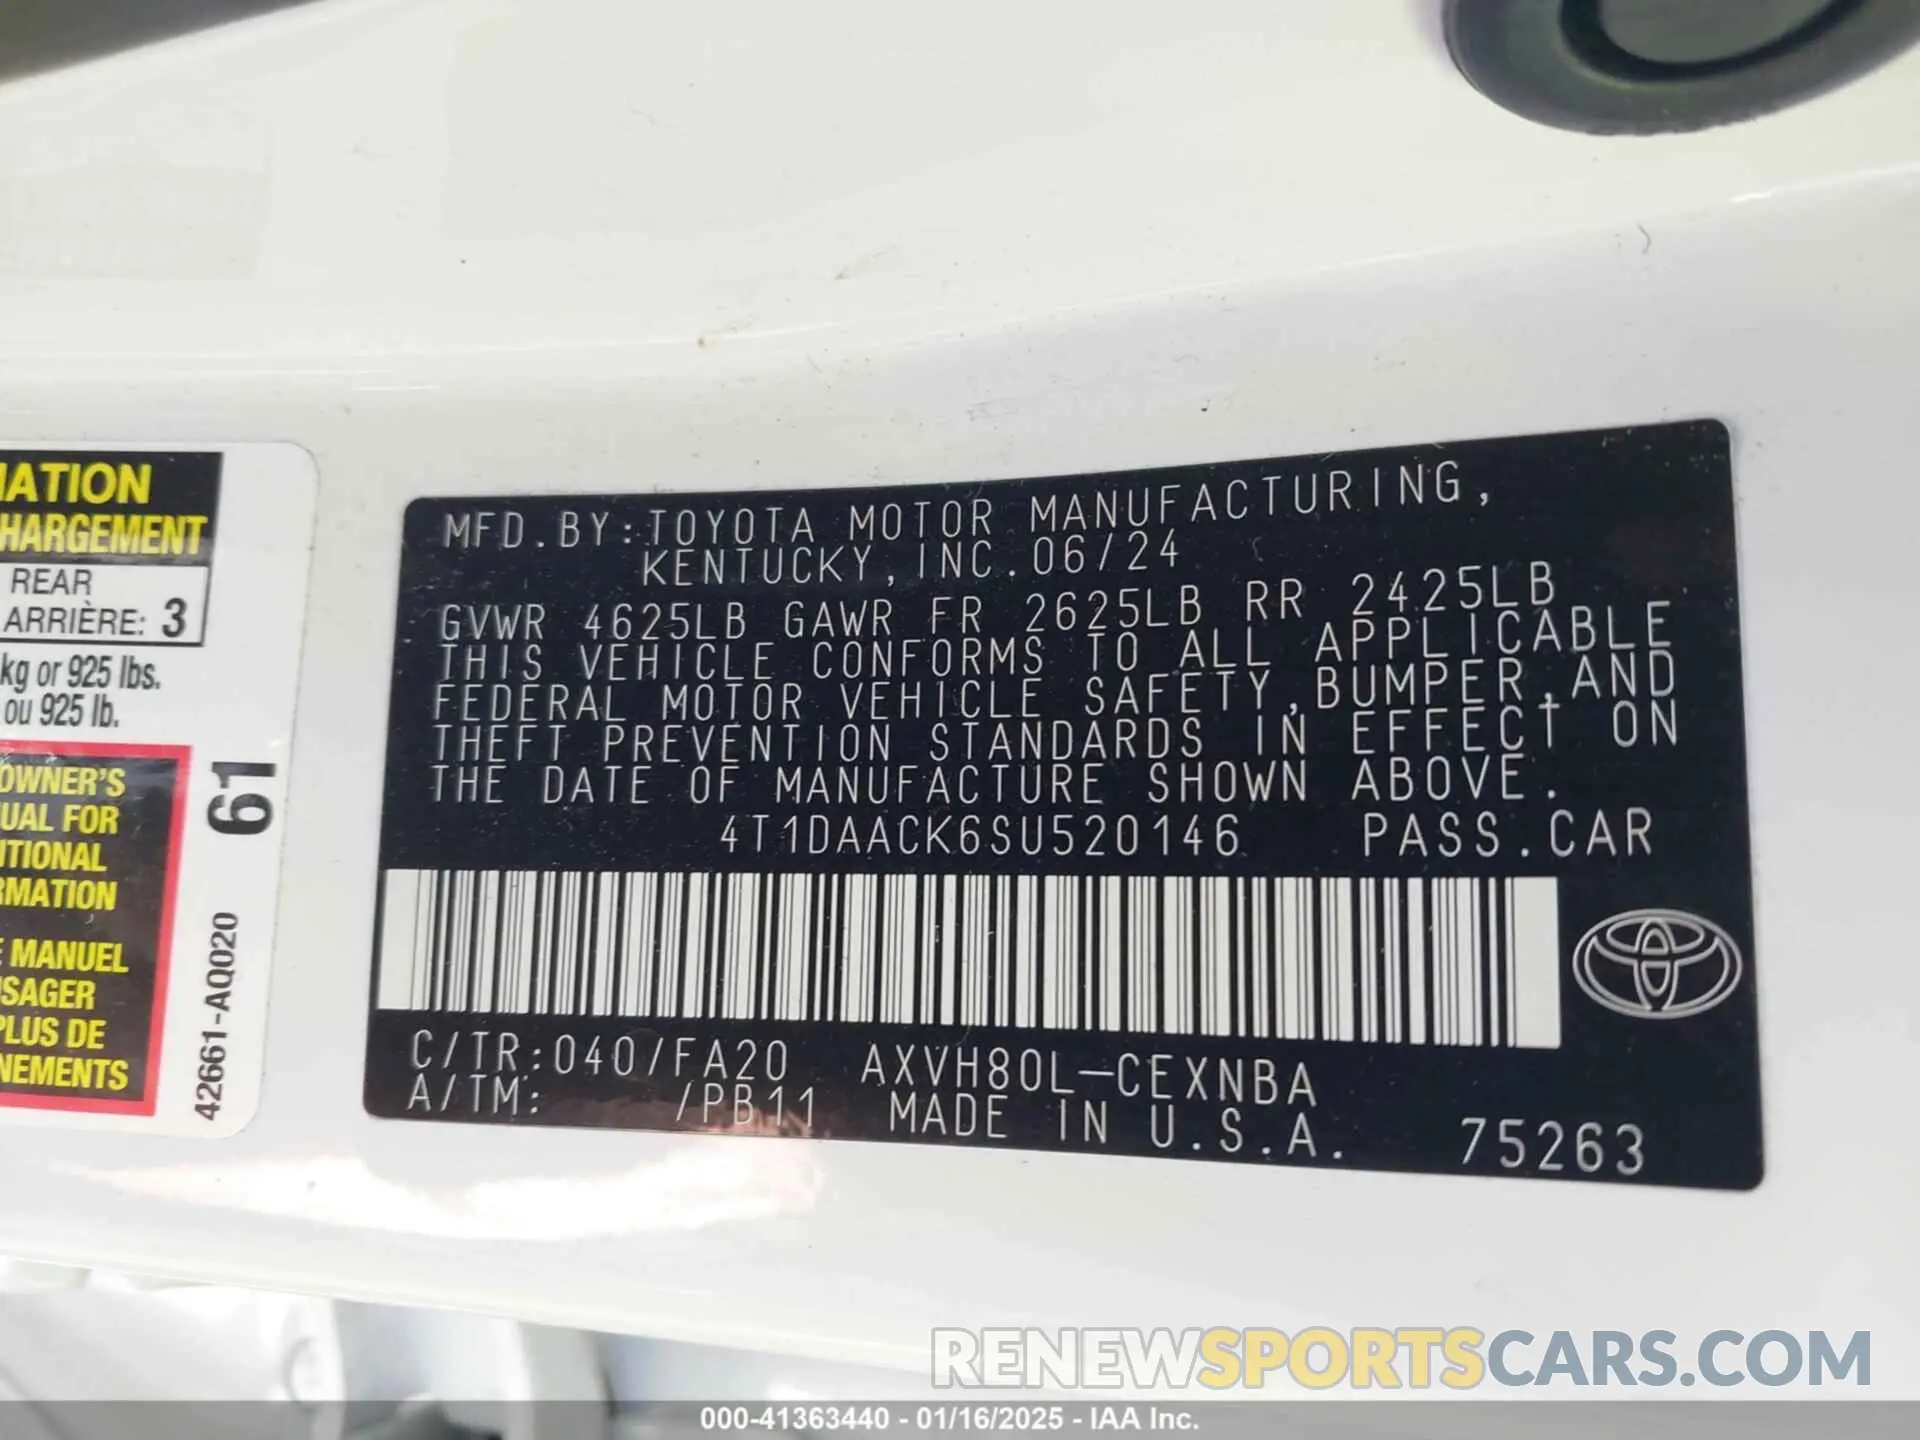 MATION
HARGEMENT
REAR
ARRIÈRE: 3
kg or 925 lbs.
ou 925 lb.
OWNER'S
UAL FOR
ITIONAL
RMATION
E MANUEL
ISAGER
PLUS DE
NEMENTS
61
42661-AQ020
MFD.BY:TOYOTA MOTOR MANUFACTURING,
KENTUCKY,INC.06/24
GVWR 4625LB GAWR FR 2625LB RR 2425LB
THIS VEHICLE CONFORMS TO ALL APPLICABLE
FEDERAL MOTOR VEHICLE SAFETY,BUMPER,AND
THEFT PREVENTION STANDARDS IN EFFECT ON
THE DATE OF MANUFACTURE SHOWN ABOVE.
4T1DAACK6SU520146 PASS.CAR
C/TR:040/FA20 AXVH80L-CEXNBA
A/TM: /PB11 MADE IN U.S.A. 75263
RENEWSPORTSCARS.COM
000-41363440 - 01/16/2025 - IAA Inc.